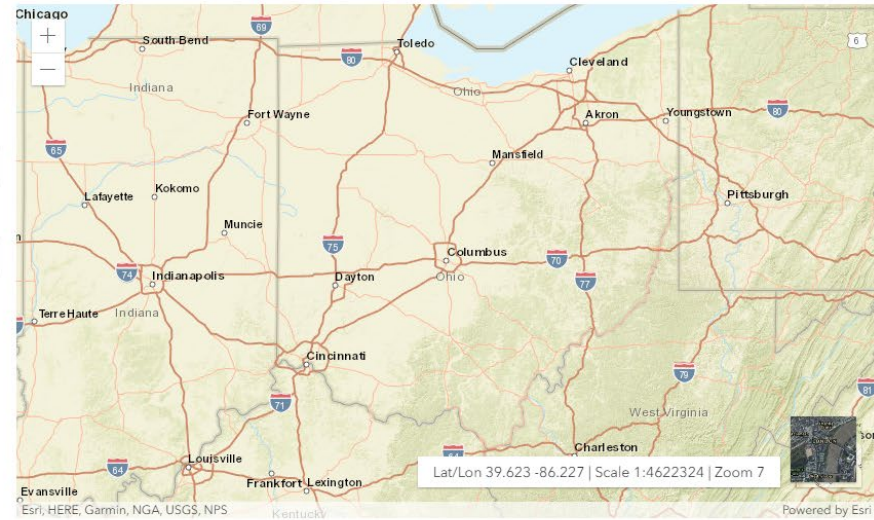 Chicago
69
South Bend
Toledo
+
−
80
Cleveland
6
Indiana
Ohio
Fort Wayne
Akron
Youngstown
80
65
Mansfield
Lafayette
Kokomo
Pittsburgh
Muncie
75
Columbus
70
74
Indianapolis
Dayton
Ohio
77
Terre Haute
Indiana
Cincinnati
79
81
71
West Virginia
Charleston
64
Louisville
64
Lat/Lon 39.623 -86.227 | Scale 1:4622324 | Zoom 7
Frankfort
Lexington
Evansville
Esri, HERE, Garmin, NGA, USGS, NPS
Kentucky
Powered by Esri